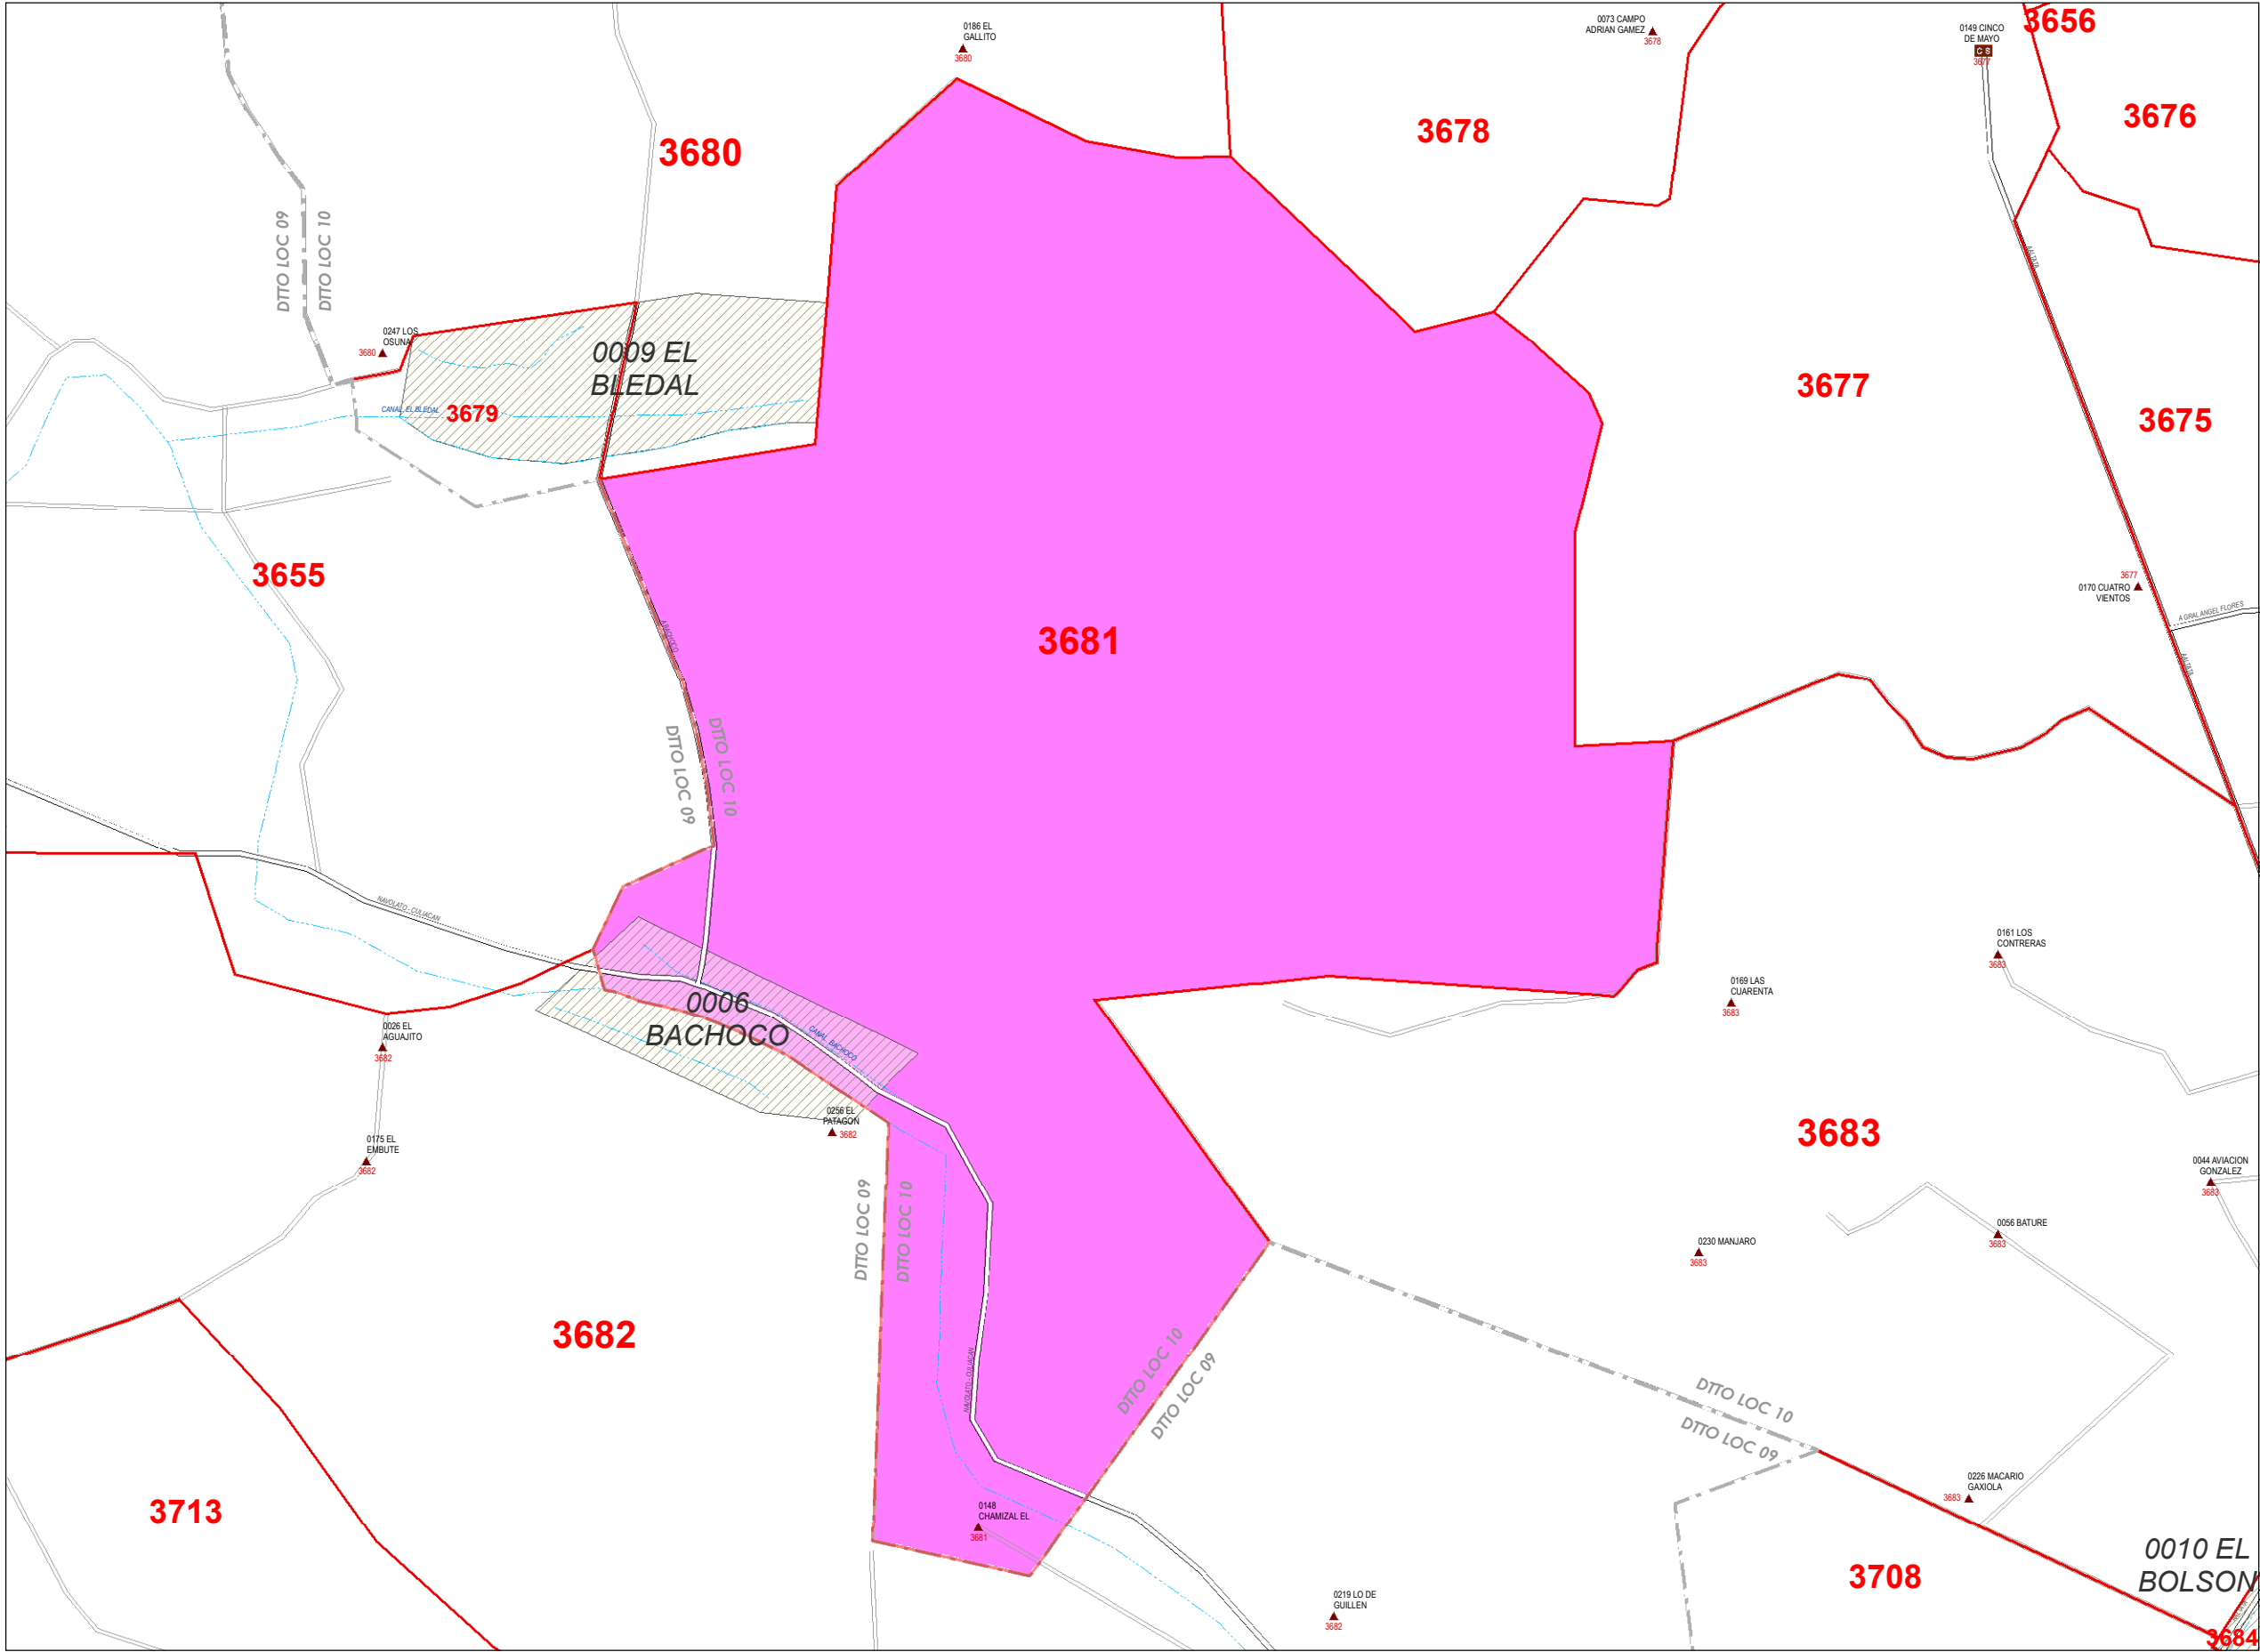 0186 EL
GALLITO
3680
0073 CAMPO
ADRIAN GAMEZ
3678
0149 CINCO
DE MAYO
C S
3677
3656
3676
3678
3680
DTTO LOC 09
DTTO LOC 10
0247 LOS
OSUNA
3680
0009 EL
BLEDAL
CANAL EL BLEDAL
3679
3677
3675
3655
3681
3677
0170 CUATRO
VIENTOS
A GRAL ANGEL FLORES
DTTO LOC 09
DTTO LOC 10
NAVOLATO - CULIACAN
0161 LOS
CONTRERAS
3683
0169 LAS
CUARENTA
3683
0006
BACHOCO
CANAL BACHOCO
0026 EL
AGUAJITO
3682
0256 EL
PATAGON
3682
0175 EL
EMBUTE
3682
3683
0044 AVIACION
GONZALEZ
3683
DTTO LOC 09
DTTO LOC 10
0056 BATURE
3683
0230 MANJARO
3683
3682
NAVOLATO - CULIACAN
DTTO LOC 10
DTTO LOC 09
DTTO LOC 10
DTTO LOC 09
3713
0148
CHAMIZAL EL
3681
0226 MACARIO
GAXIOLA
3683
3708
0010 EL
BOLSON
0219 LO DE
GUILLEN
3682
3684